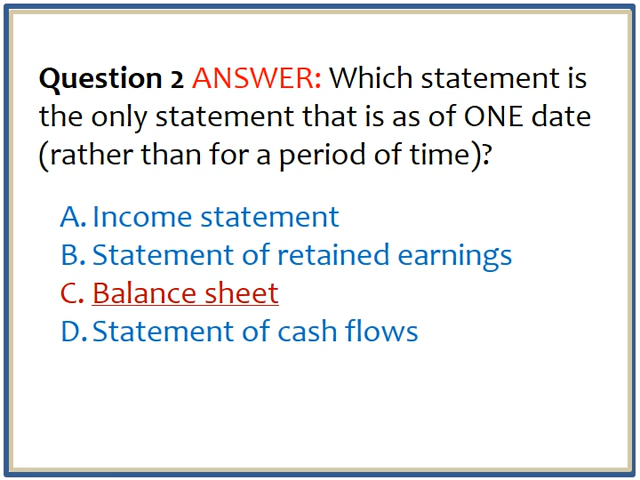 Question 2 ANSWER: Which statement is
the only statement that is as of ONE date
(rather than for a period of time)?
A. Income statement
B. Statement of retained earnings
C. Balance sheet
D. Statement of cash flows